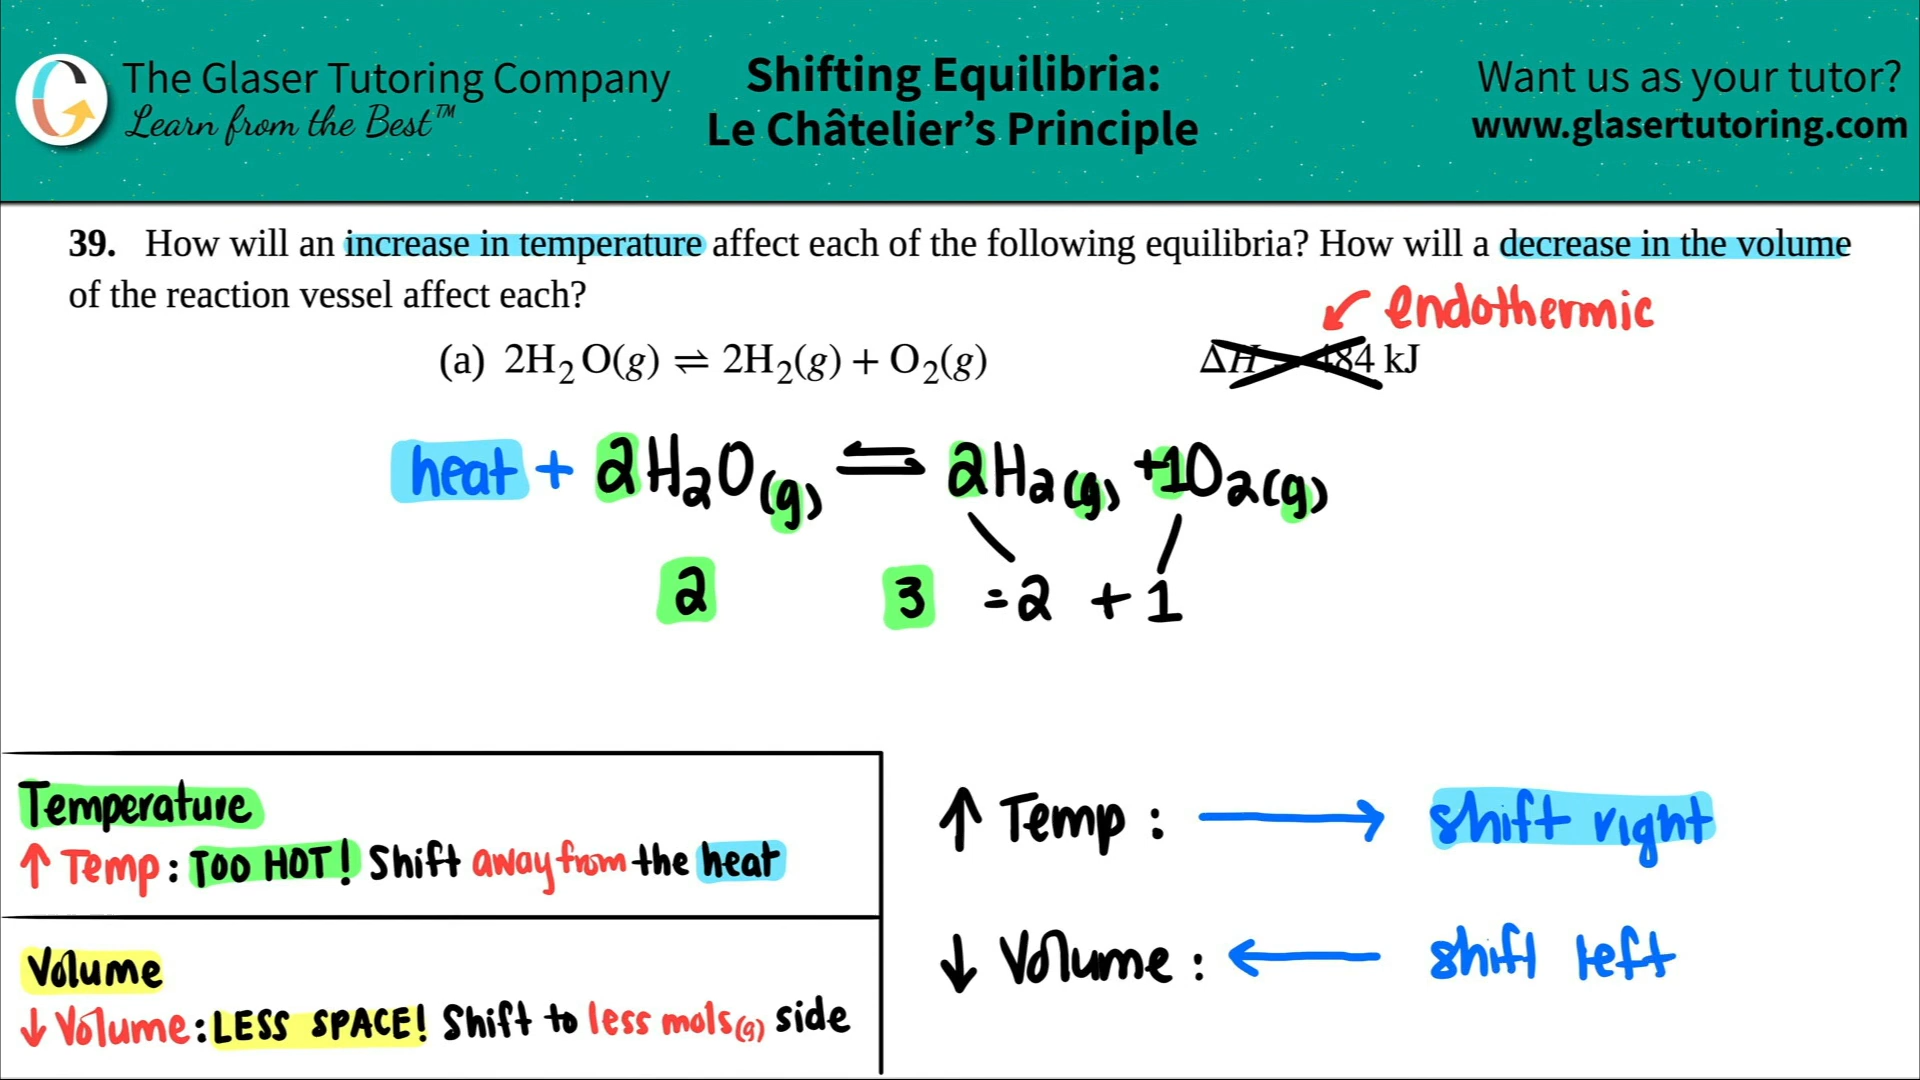 The Glaser Tutoring Company
Learn from the Best™
Shifting Equilibria:
Le Châtelier’s Principle
Want us as your tutor?
www.glasertutoring.com
39. How will an increase in temperature affect each of the following equilibria? How will a decrease in the volume
of the reaction vessel affect each?
endothermic
(a) 2H₂O(g) ⇌ 2H₂(g) + O₂(g) ΔH = 484 kJ
heat + 2H₂O(g) ⇌ 2H₂(g) + 1O₂(g)
2 3 = 2 + 1
Temperature
↑ Temp: TOO HOT! Shift away from the heat
Volume
↓ Volume: LESS SPACE! Shift to less mols(g) side
↑ Temp: → shift right
↓ Volume: ← shift left